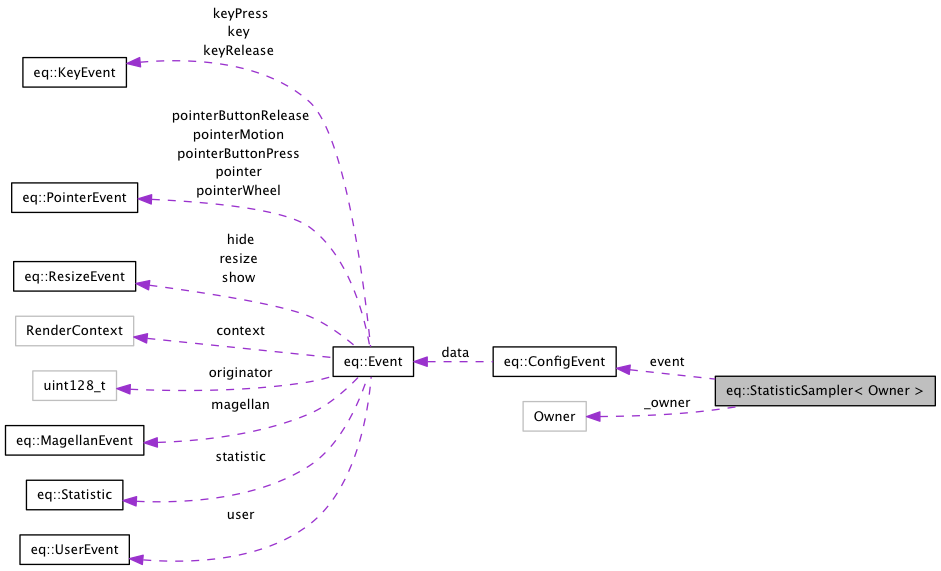 keyPress
key
keyRelease
eq::KeyEvent
pointerButtonRelease
pointerMotion
pointerButtonPress
pointer
pointerWheel
eq::PointerEvent
hide
resize
show
eq::ResizeEvent
RenderContext
context
uint128_t
originator
magellan
eq::MagellanEvent
statistic
eq::Statistic
user
eq::UserEvent
eq::Event
data
eq::ConfigEvent
event
_owner
Owner
eq::StatisticSampler< Owner >